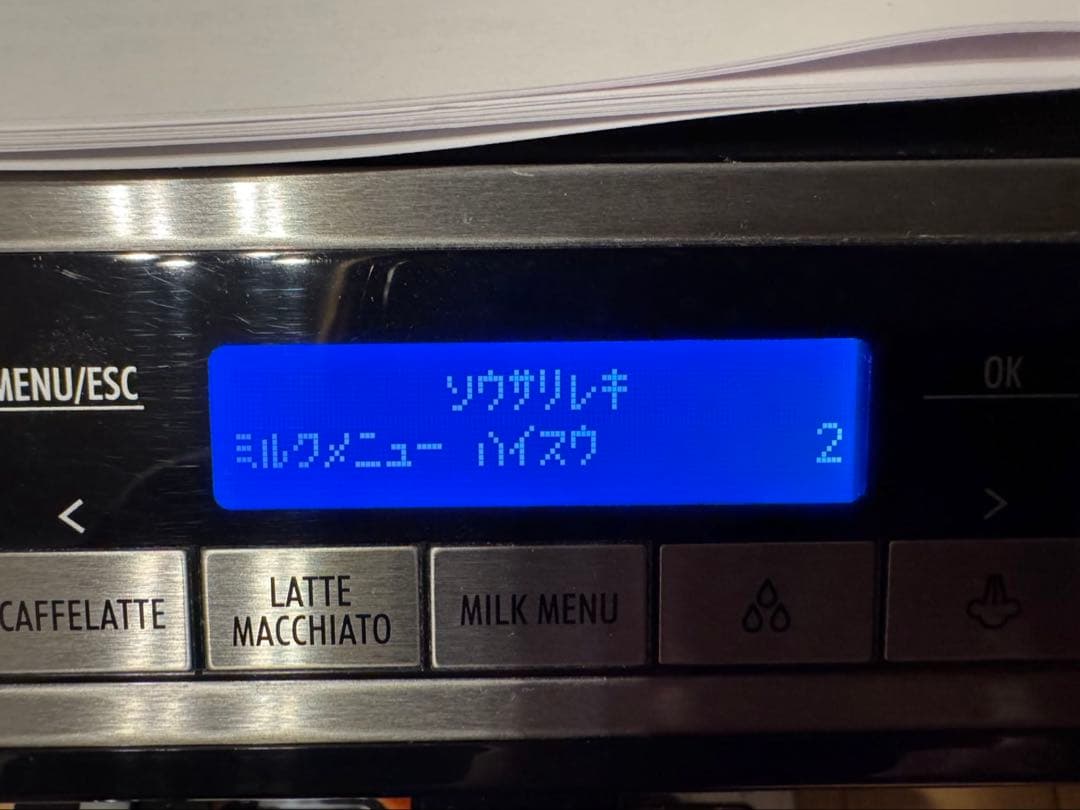 MENU/ESC
ソウサリレキ
ミルクメニュー ハイスウ 2
OK
<
>
CAFFELATTE
LATTE
MACCHIATO
MILK MENU